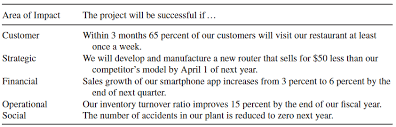 Area of Impact The project will be successful if…
Customer Within 3 months 65 percent of our customers will visit our restaurant at least
once a week.
Strategic We will develop and manufacture a new router that sells for $50 less than our
competitor's model by April 1 of next year.
Financial Sales growth of our smartphone app increases from 3 percent to 6 percent by the
end of next quarter.
Operational Our inventory turnover ratio improves 15 percent by the end of our fiscal year.
Social The number of accidents in our plant is reduced to zero next year.